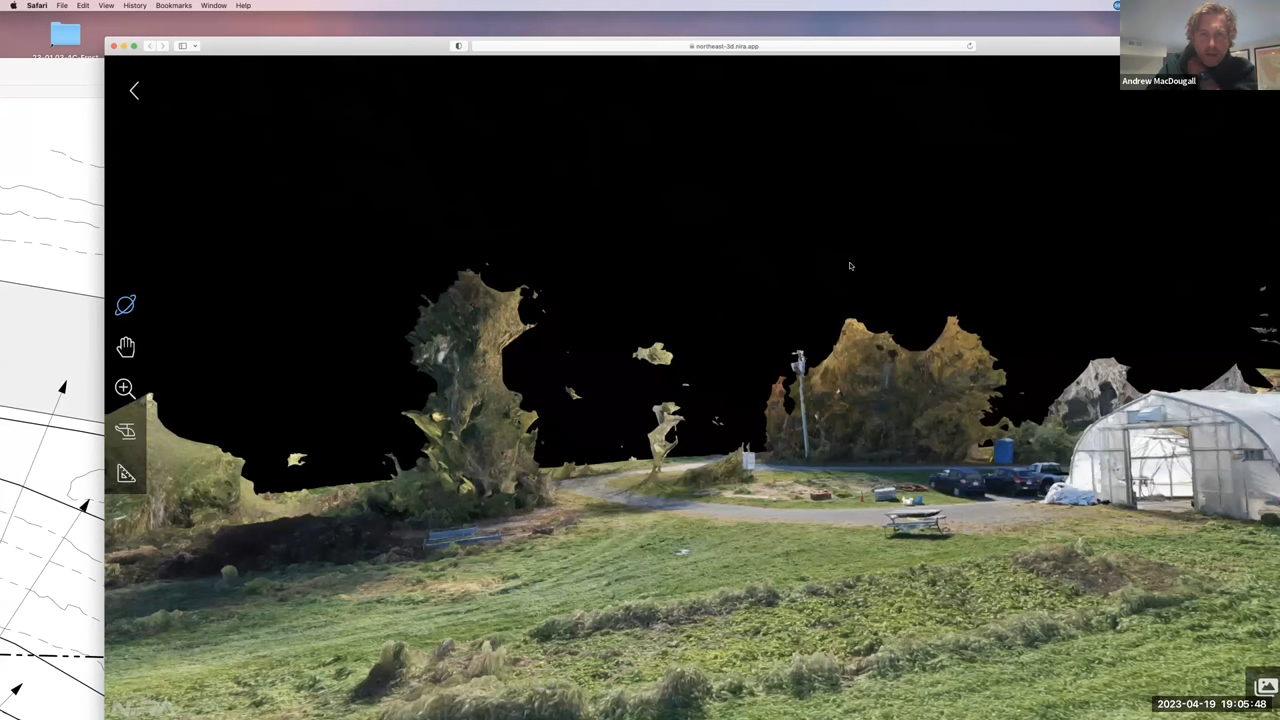 Safari File Edit View History Bookmarks Window Help
northeast-3d.nira.app
Andrew MacDougall
NIRA
2023-04-19 19:05:48